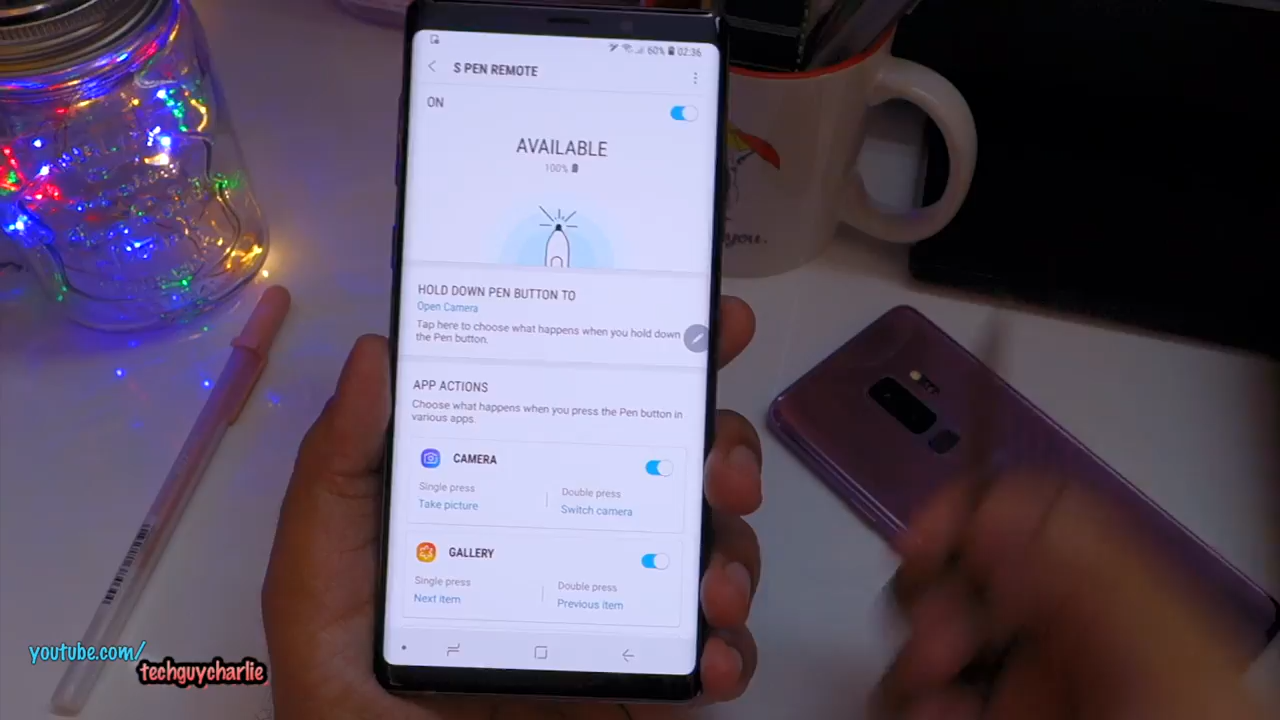 60% 02:36
S PEN REMOTE
ON
AVAILABLE
100%
HOLD DOWN PEN BUTTON TO
Open Camera
Tap here to choose what happens when you hold down
the Pen button.
APP ACTIONS
Choose what happens when you press the Pen button in
various apps.
CAMERA
Single press
Take picture
Double press
Switch camera
GALLERY
Single press
Next item
Double press
Previous item
you.
youtube.com/
techguycharlie